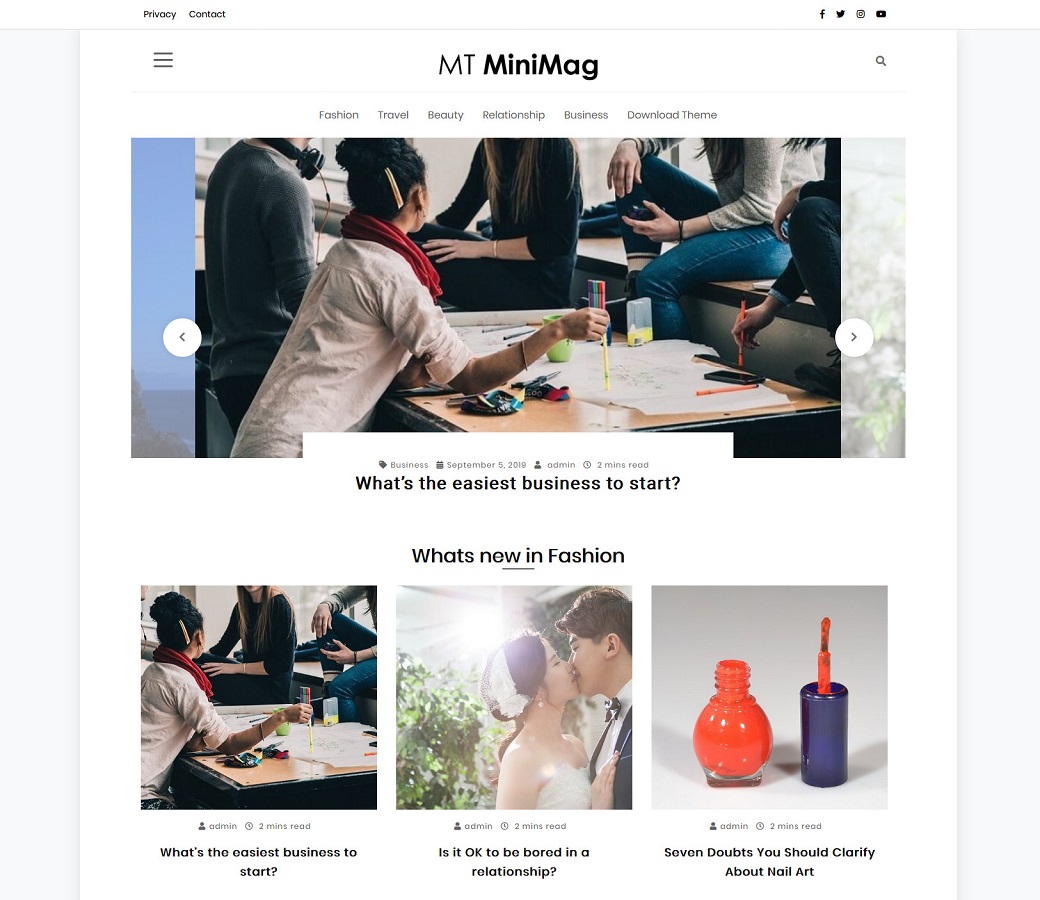 Privacy Contact
MT MiniMag
Fashion Travel Beauty Relationship Business Download Theme
Business September 5, 2019 admin 2 mins read
What’s the easiest business to start?
Whats new in Fashion
admin 2 mins read
What’s the easiest business to
start?
admin 2 mins read
Is it OK to be bored in a
relationship?
admin 2 mins read
Seven Doubts You Should Clarify
About Nail Art